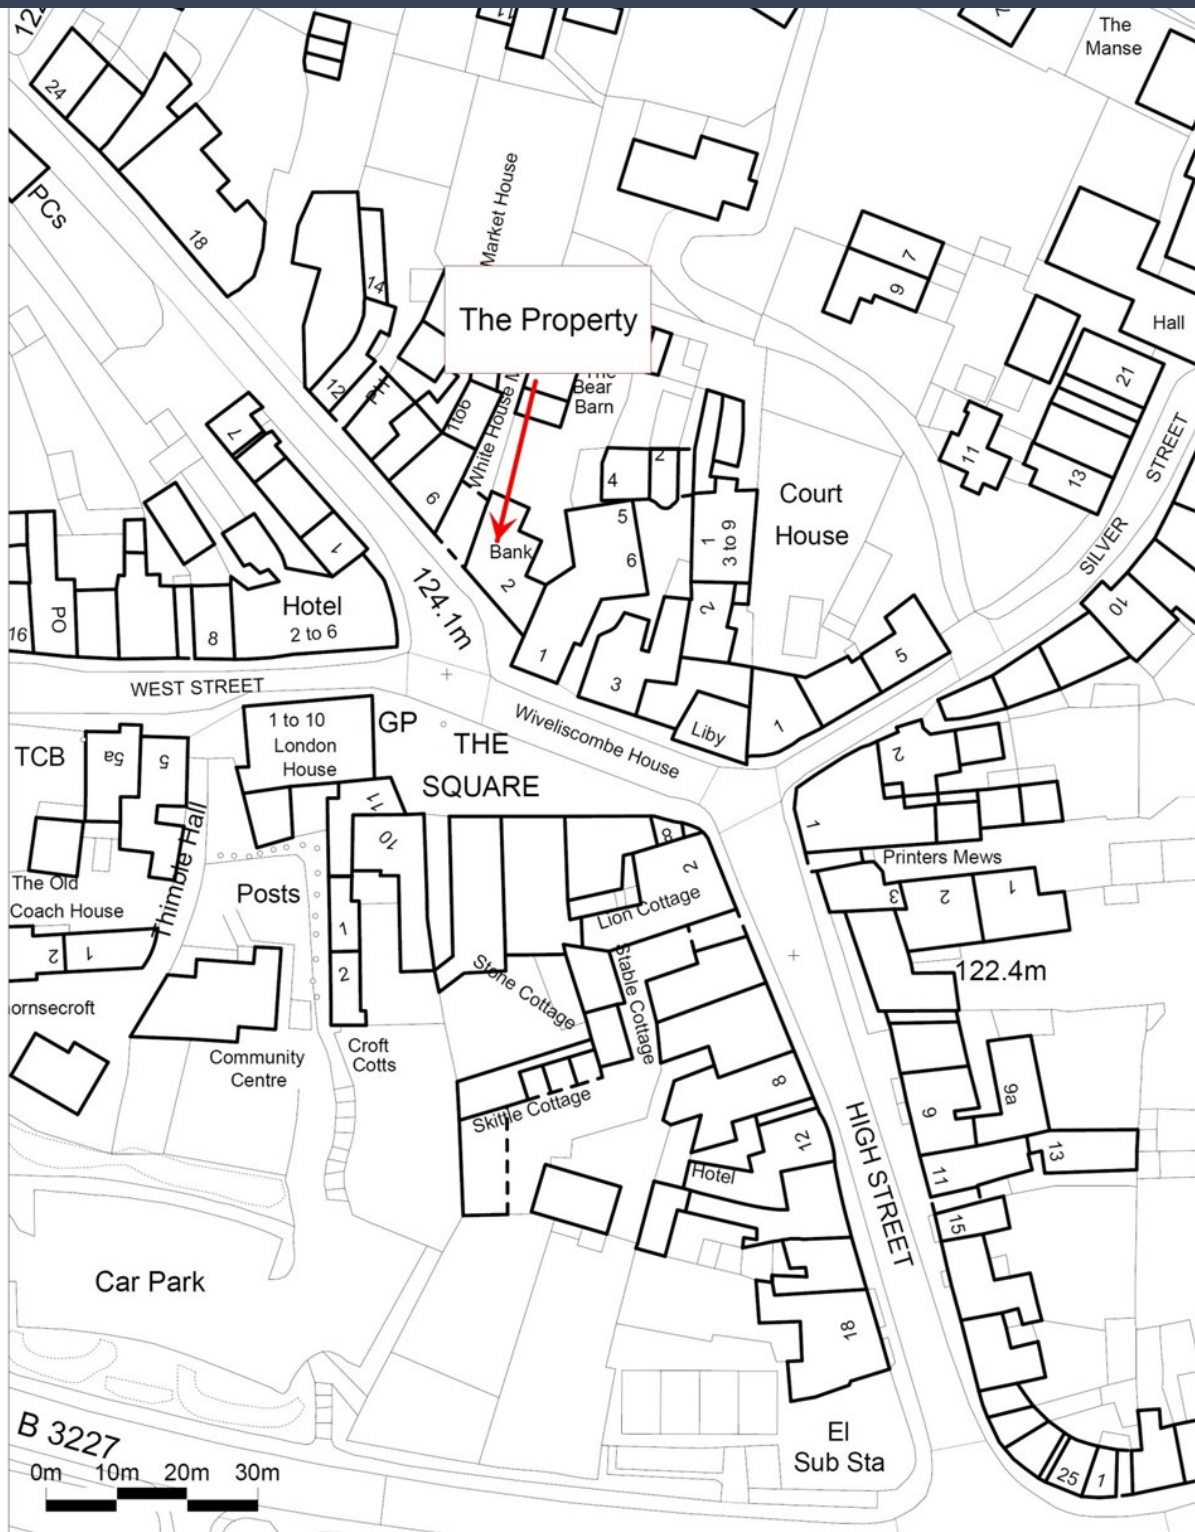 The
Manse
24
PCs
18
Market House
14
7
9
Hall
The Property
12
PH
1to6
White House M
The
Bear
Barn
21
11
13
STREET
SILVER
7
6
4
2
5
6
Court
House
1
3 to 9
1
Bank
2
124.1m
Hotel
2 to 6
PO
16
8
2
10
1
3
5
Liby
1
WEST STREET
Wiveliscombe House
1 to 10
London
House
GP
THE
SQUARE
TCB
5a
5
11
10
8
2
2
1
Thimble Hall
Printers Mews
The Old
Coach House
Posts
Lion Cottage
3
2
1
1
2
2
1
Stone Cottage
Stable Cottage
122.4m
ornsecroft
Community
Centre
Croft
Cotts
Skittle Cottage
8
12
9
9a
13
11
15
Hotel
HIGH STREET
Car Park
18
El
Sub Sta
25
1
B 3227
0m
10m
20m
30m